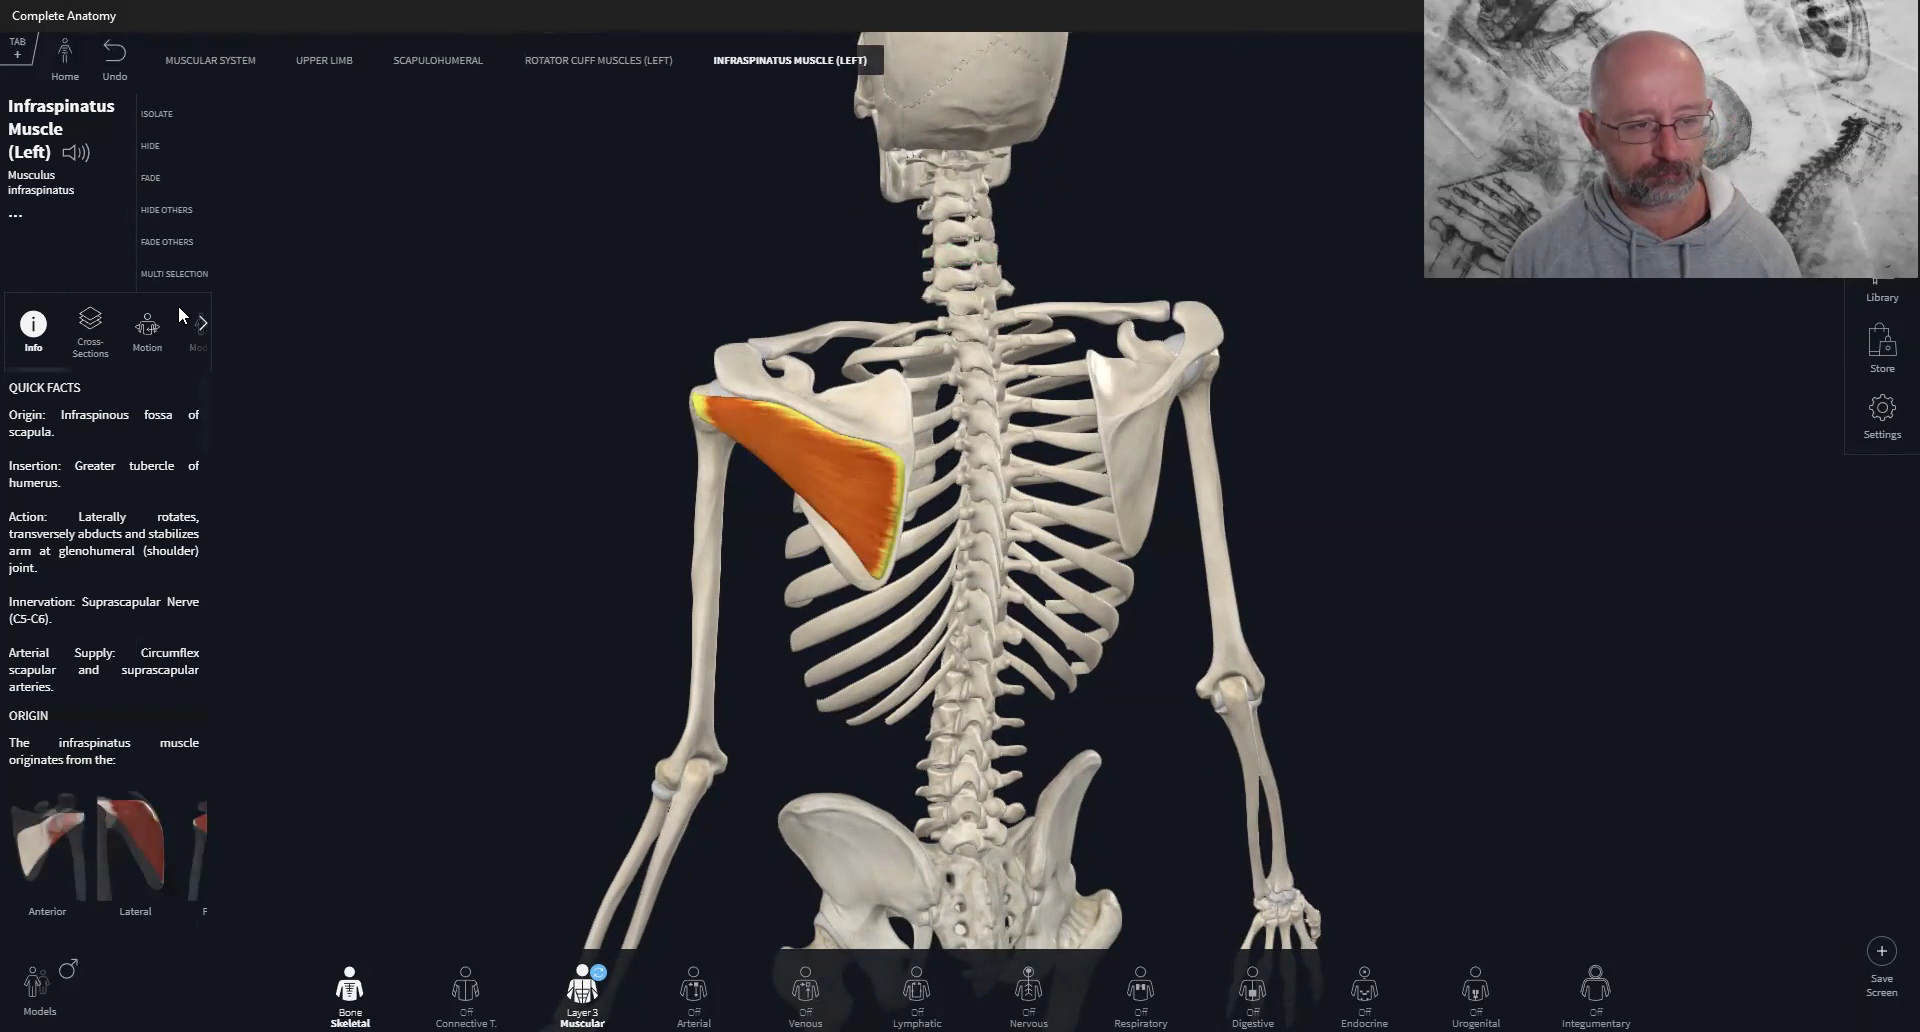 Complete Anatomy
TAB
+
Home
Undo
MUSCULAR SYSTEM
UPPER LIMB
SCAPULOHUMERAL
ROTATOR CUFF MUSCLES (LEFT)
INFRASPINATUS MUSCLE (LEFT)
Infraspinatus
Muscle
(Left)
Musculus
infraspinatus
...
ISOLATE
HIDE
FADE
HIDE OTHERS
FADE OTHERS
MULTI SELECTION
i
Info
Cross-
Sections
Motion
Mod
QUICK FACTS
Origin: Infraspinous fossa of
scapula.
Insertion: Greater tubercle of
humerus.
Action: Laterally rotates,
transversely abducts and stabilizes
arm at glenohumeral (shoulder)
joint.
Innervation: Suprascapular Nerve
(C5-C6).
Arterial Supply: Circumflex
scapular and suprascapular
arteries.
ORIGIN
The infraspinatus muscle
originates from the:
Anterior
Lateral
Models
Library
Store
Settings
Save
Screen
Bone
Skeletal
Off
Connective T.
Layer 3
Muscular
Off
Arterial
Off
Venous
Off
Lymphatic
Off
Nervous
Off
Respiratory
Off
Digestive
Off
Endocrine
Off
Urogenital
Off
Integumentary